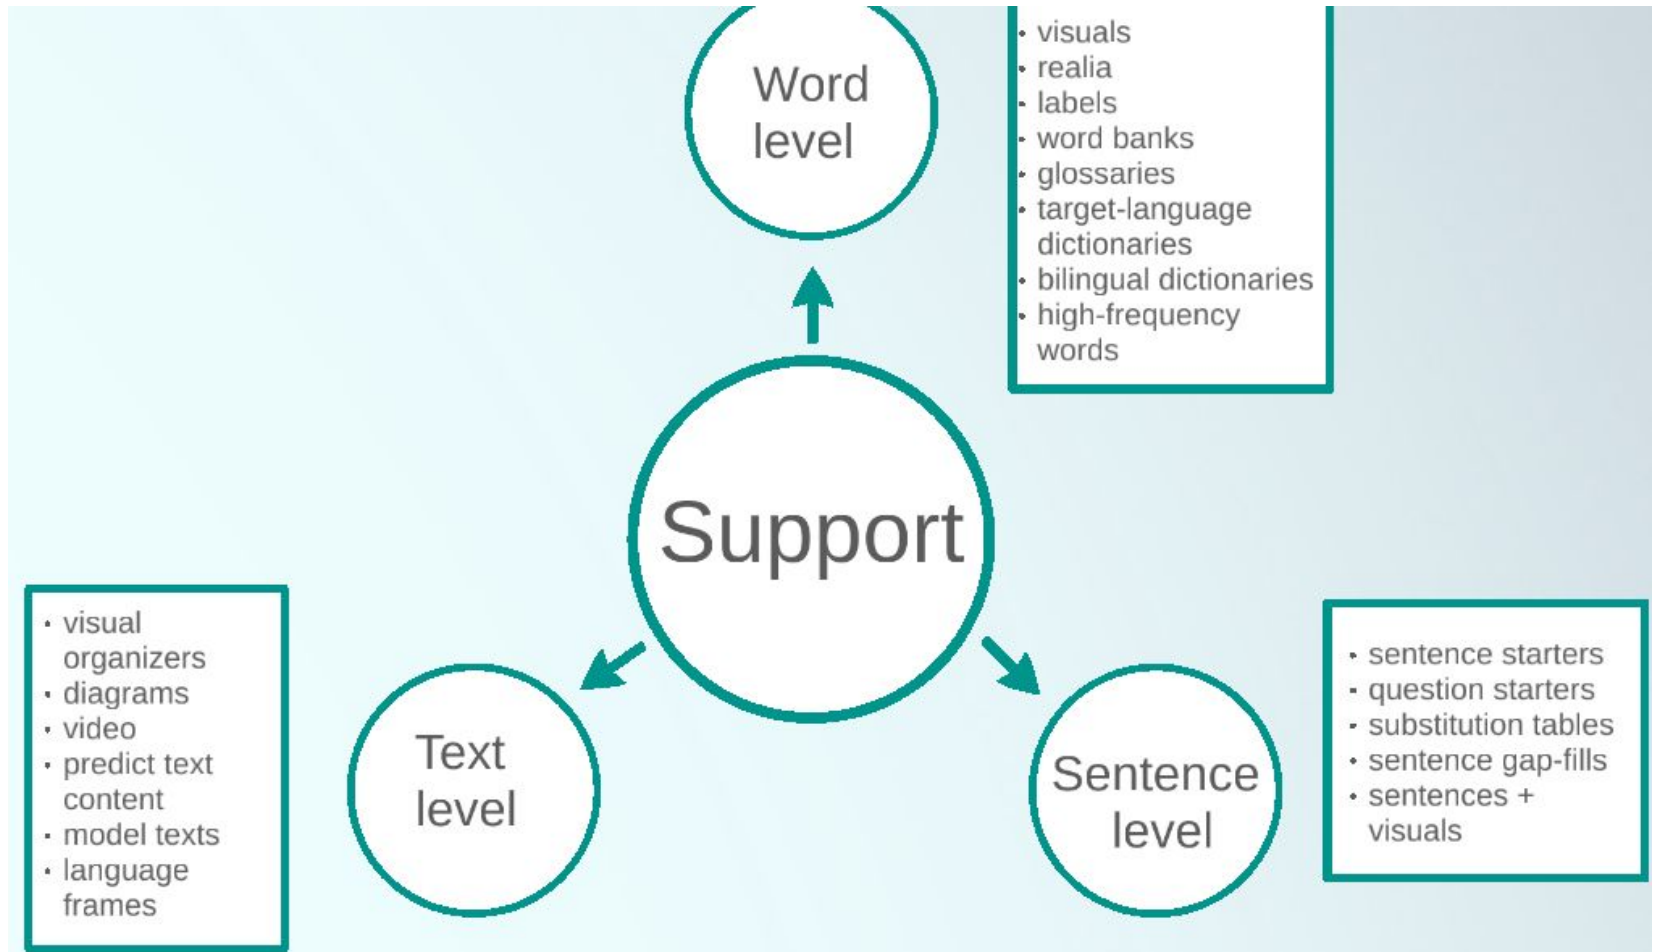 Word
level
• visuals
• realia
• labels
• word banks
• glossaries
• target-language
dictionaries
• bilingual dictionaries
• high-frequency
words
Support
• visual
organizers
• diagrams
• video
• predict text
content
• model texts
• language
frames
Text
level
Sentence
level
• sentence starters
• question starters
• substitution tables
• sentence gap-fills
• sentences +
visuals